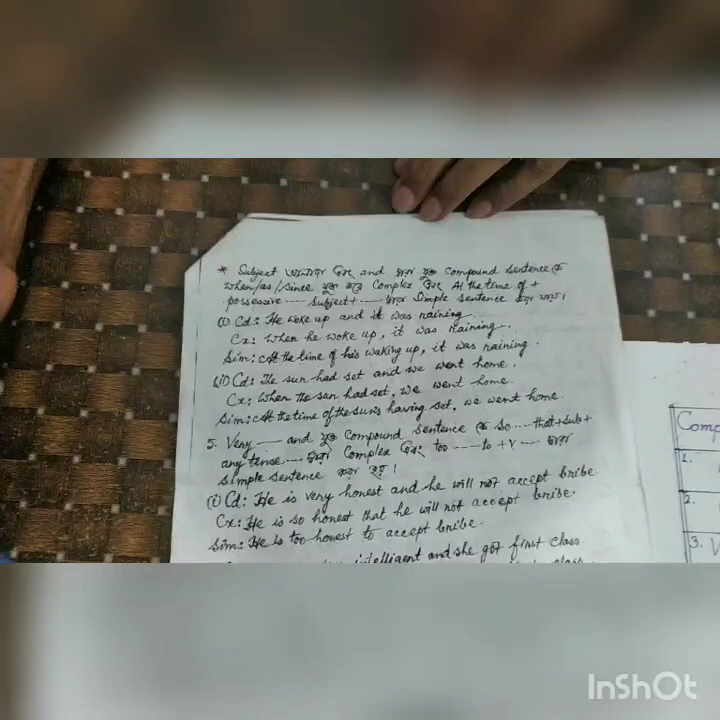 * Subject আলাদার এবং and দ্বারা যুক্ত compound sentence কে
when/as/since যুক্ত করে Complex এবং At the time of +
possessive ---- subject + ---- দ্বারা Simple sentence করা যায়।
(i) Cd: He woke up and it was raining.
Cx: When he woke up, it was raining.
Sim: At the time of his waking up, it was raining.
(ii) Cd: The sun had set and we went home.
Cx: When the sun had set, we went home.
Sim: At the time of the sun's having set, we went home.
5. Very ---- and যুক্ত compound sentence কে so ---- that + sub +
any tense ---- দ্বারা Complex এবং too ---- to + v ---- দ্বারা
simple sentence করা হয়।
(i) Cd: He is very honest and he will not accept bribe
Cx: He is so honest that he will not accept bribe.
Sim: He is too honest to accept bribe.
intelligent and she got first class
class
Comp
1.
2.
3. V
InShOt